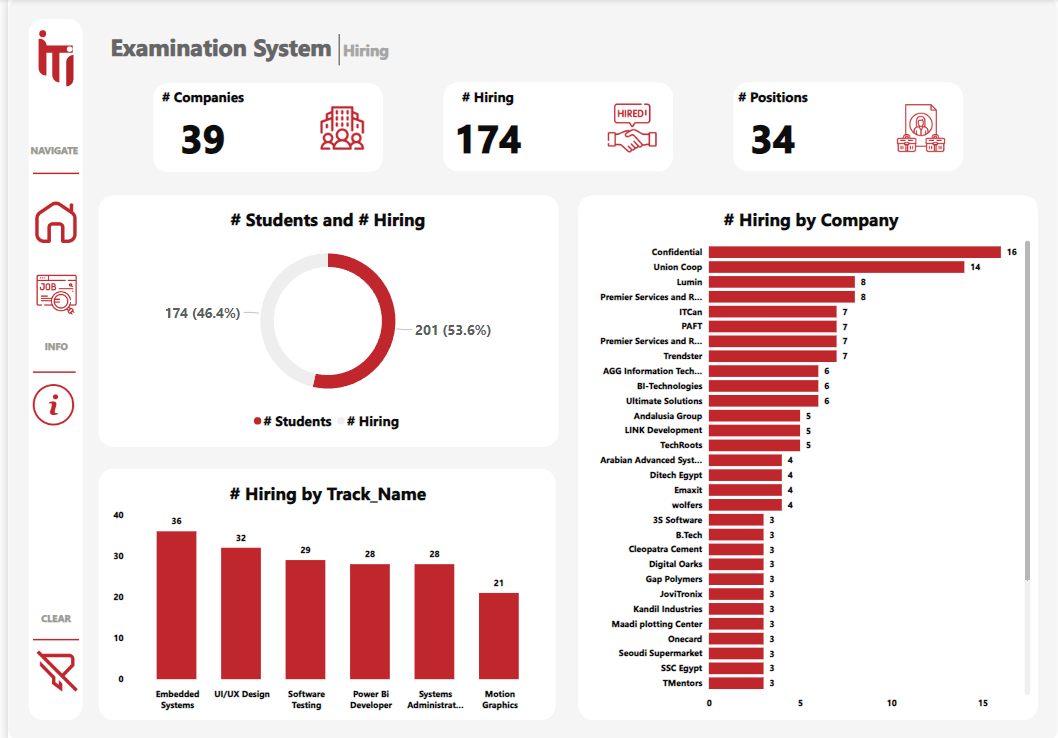 iTi
Examination System
Hiring
# Companies
39
# Hiring
174
HIRED!
# Positions
34
NAVIGATE
JOB
INFO
i
CLEAR
# Students and # Hiring
174 (46.4%)
201 (53.6%)
# Students
# Hiring
# Hiring by Track_Name
40
30
20
10
0
36
32
29
28
28
21
Embedded
Systems
UI/UX Design
Software
Testing
Power Bi
Developer
Systems
Administrat...
Motion
Graphics
# Hiring by Company
Confidential 16
Union Coop 14
Lumin 8
Premier Services and R... 8
ITCan 7
PAFT 7
Premier Services and R... 7
Trendster 7
AGG Information Tech... 6
BI-Technologies 6
Ultimate Solutions 6
Andalusia Group 5
LINK Development 5
TechRoots 5
Arabian Advanced Syst... 4
Ditech Egypt 4
Emaxit 4
wolfers 4
3S Software 3
B.Tech 3
Cleopatra Cement 3
Digital Oarks 3
Gap Polymers 3
JoviTronix 3
Kandil Industries 3
Maadi plotting Center 3
Onecard 3
Seoudi Supermarket 3
SSC Egypt 3
TMentors 3
0 5 10 15